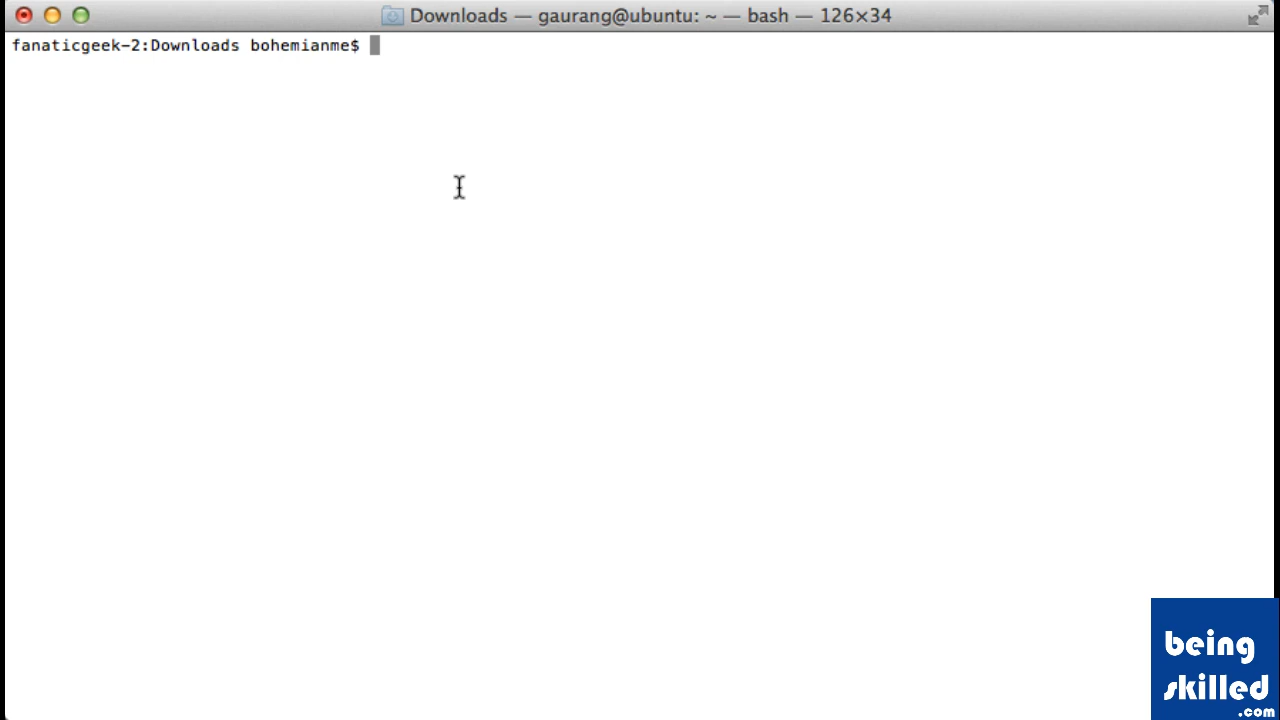 Downloads — gaurang@ubuntu: ~ — bash — 126×34
fanaticgeek-2:Downloads bohemianme$
being
skilled
.com